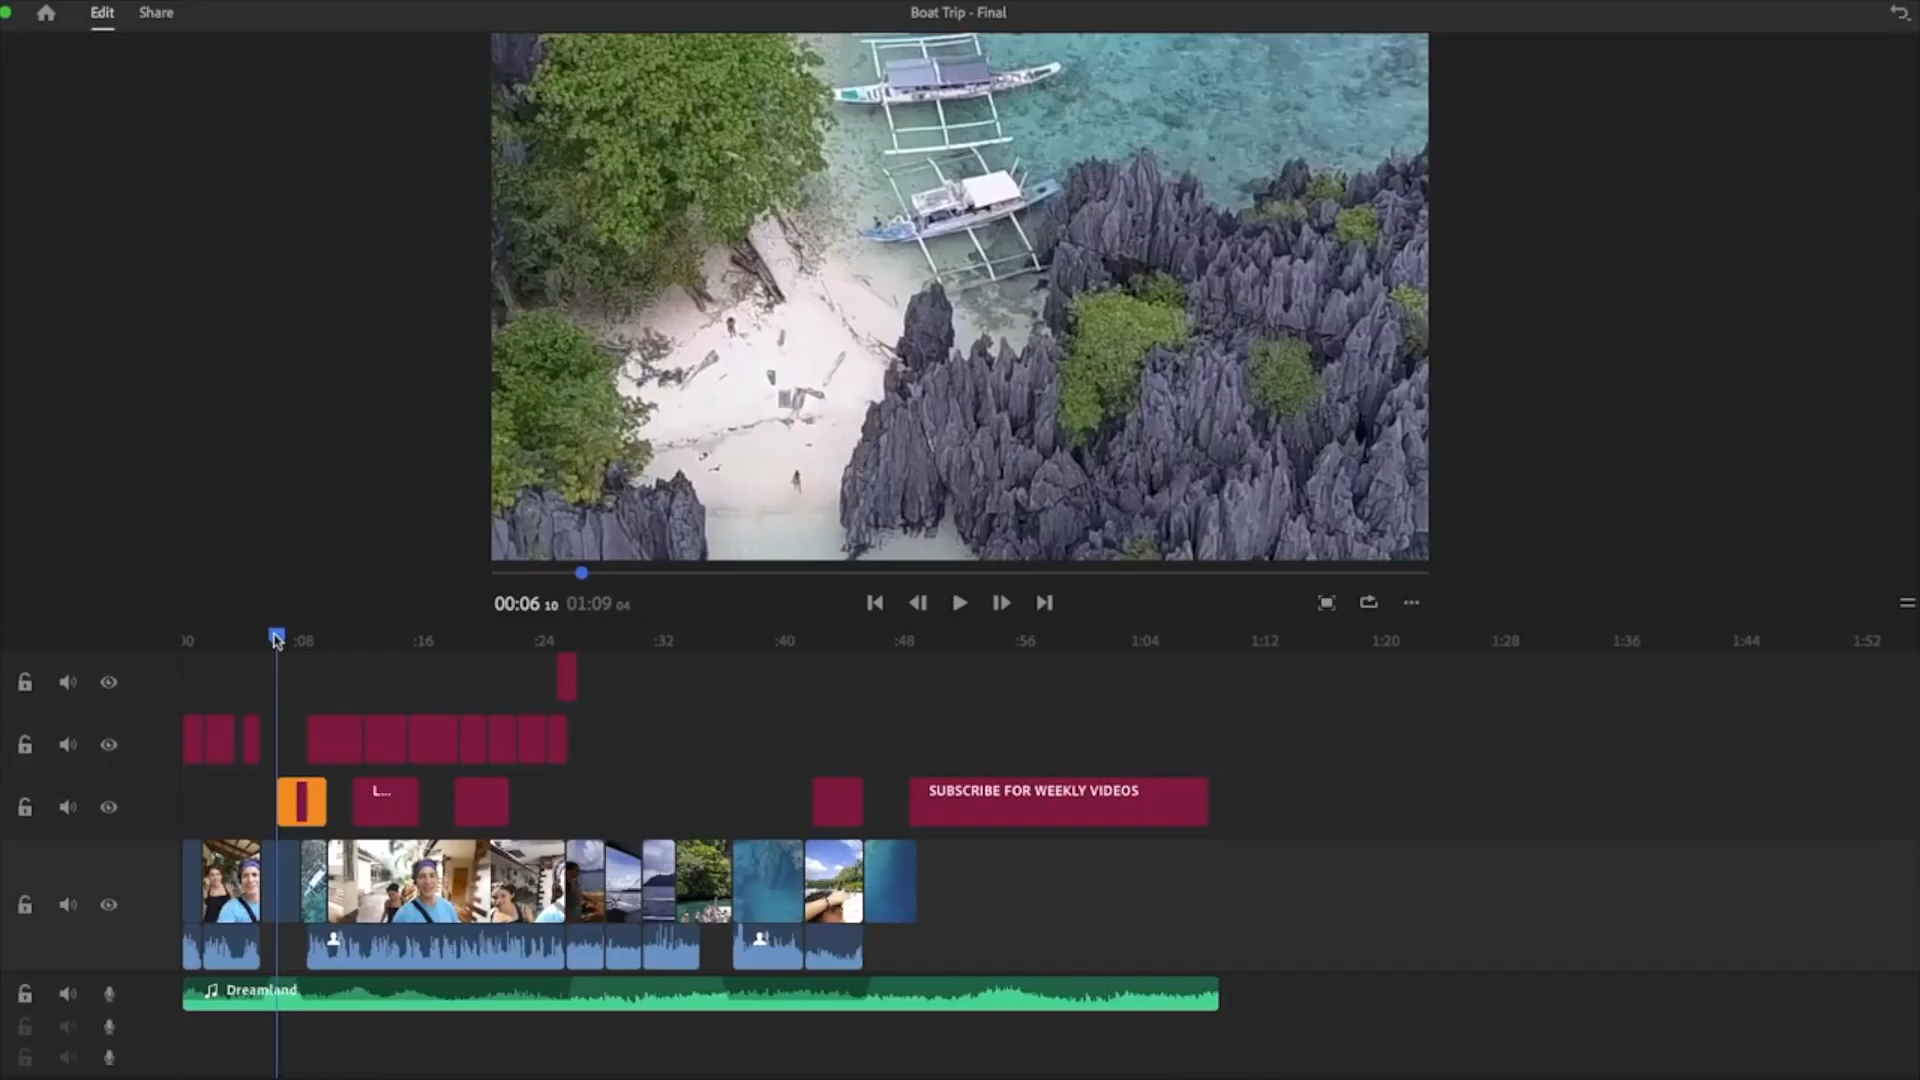 Edit Share Boat Trip - Final
00:06 10 01:09 04
:08 :16 :24 :32 :40 :48 :56 1:04 1:12 1:20 1:28 1:36 1:44 1:52
L... SUBSCRIBE FOR WEEKLY VIDEOS
Dreamland